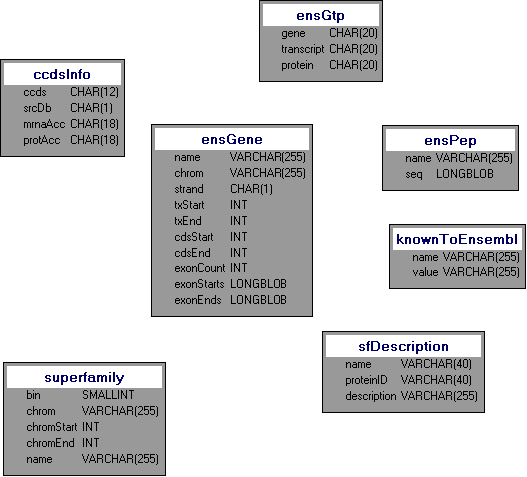 ensGtp
gene CHAR(20)
transcript CHAR(20)
protein CHAR(20)
ccdsInfo
ccds CHAR(12)
srcDb CHAR(1)
mrnaAcc CHAR(18)
protAcc CHAR(18)
ensGene
name VARCHAR(255)
chrom VARCHAR(255)
strand CHAR(1)
txStart INT
txEnd INT
cdsStart INT
cdsEnd INT
exonCount INT
exonStarts LONGBLOB
exonEnds LONGBLOB
ensPep
name VARCHAR(255)
seq LONGBLOB
knownToEnsembl
name VARCHAR(255)
value VARCHAR(255)
sfDescription
name VARCHAR(40)
proteinID VARCHAR(40)
description VARCHAR(255)
superfamily
bin SMALLINT
chrom VARCHAR(255)
chromStart INT
chromEnd INT
name VARCHAR(255)